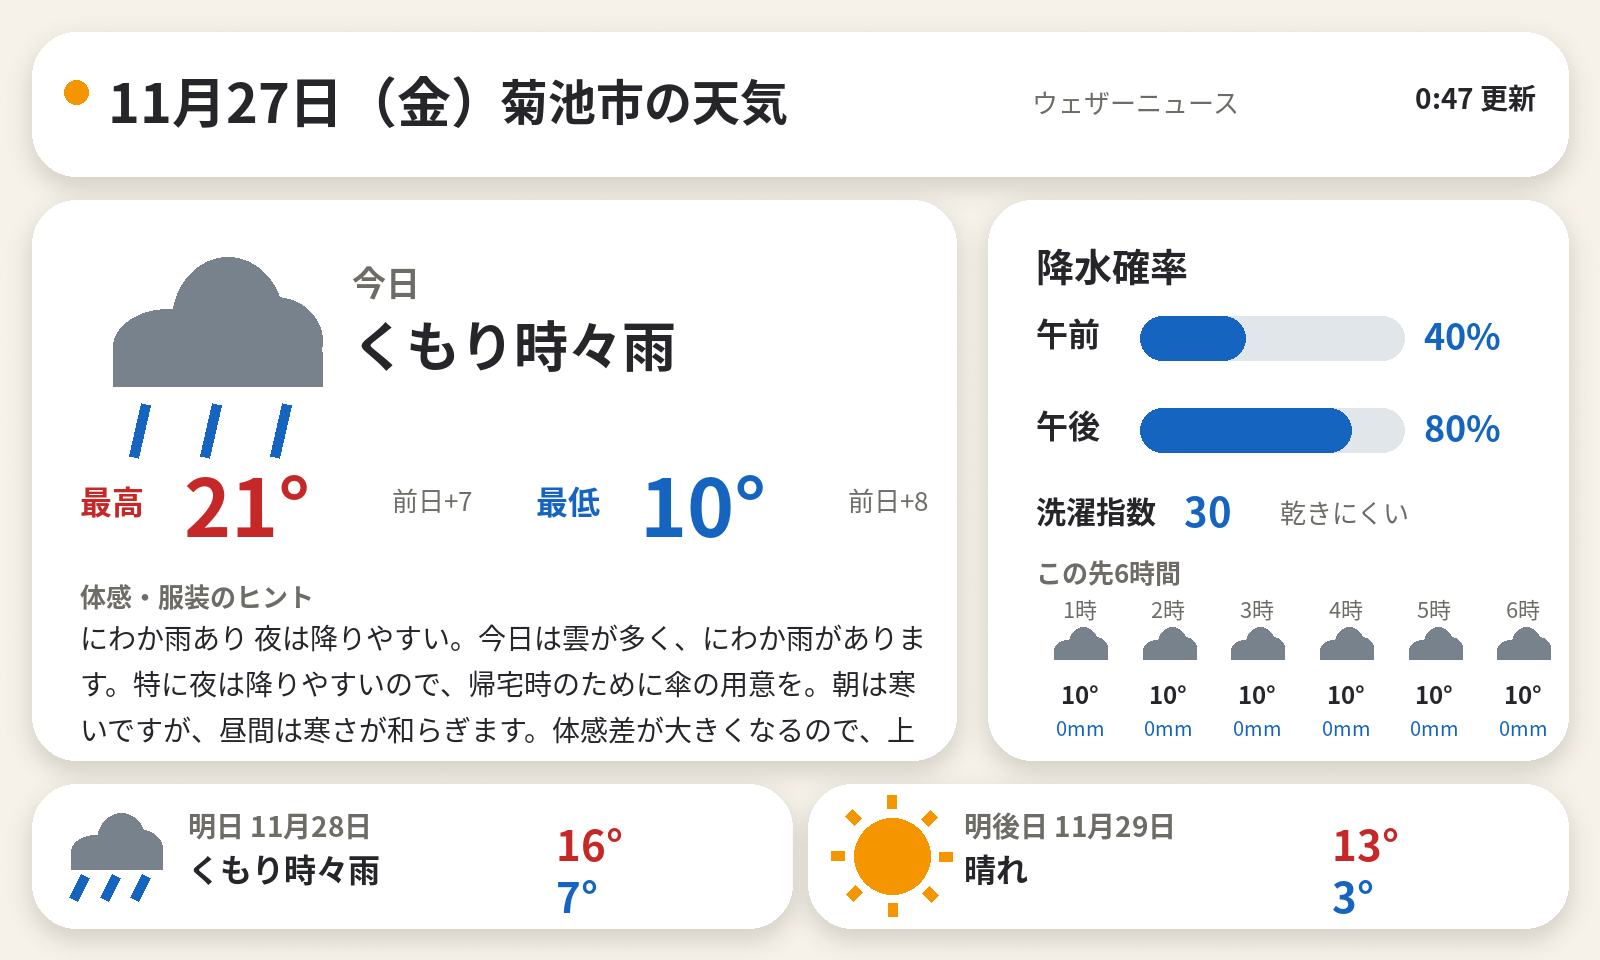 11月27日（金）菊池市の天気
ウェザーニュース
0:47 更新
今日
くもり時々雨
最高 21° 前日+7 最低 10° 前日+8
体感・服装のヒント
にわか雨あり 夜は降りやすい。今日は雲が多く、にわか雨がありま
す。特に夜は降りやすいので、帰宅時のために傘の用意を。朝は寒
いですが、昼間は寒さが和らぎます。体感差が大きくなるので、上
降水確率
午前 40%
午後 80%
洗濯指数 30 乾きにくい
この先6時間
1時 2時 3時 4時 5時 6時
10° 10° 10° 10° 10° 10°
0mm 0mm 0mm 0mm 0mm 0mm
明日 11月28日
くもり時々雨
16°
7°
明後日 11月29日
晴れ
13°
3°